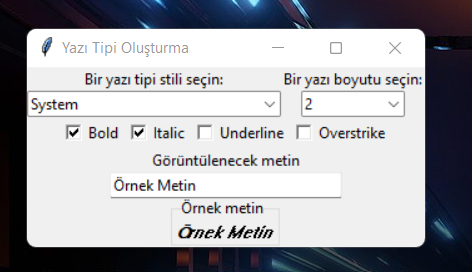 Yazı Tipi Oluşturma
Bir yazı tipi stili seçin: Bir yazı boyutu seçin:
System 2
Bold Italic Underline Overstrike
Görüntülenecek metin
Örnek Metin
Örnek metin
Örnek Metin